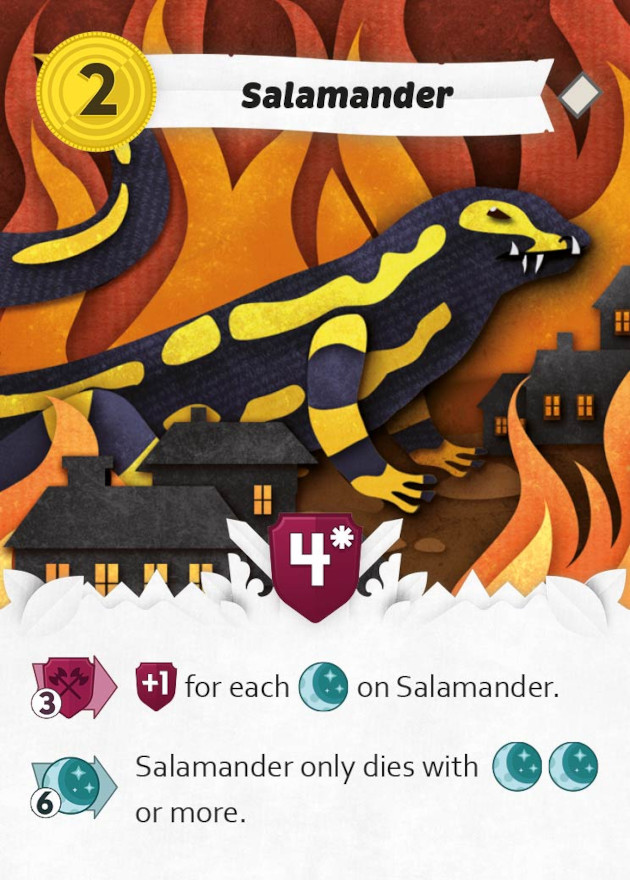 2
Salamander
4*
3 +1 for each on Salamander.
6 Salamander only dies with
or more.